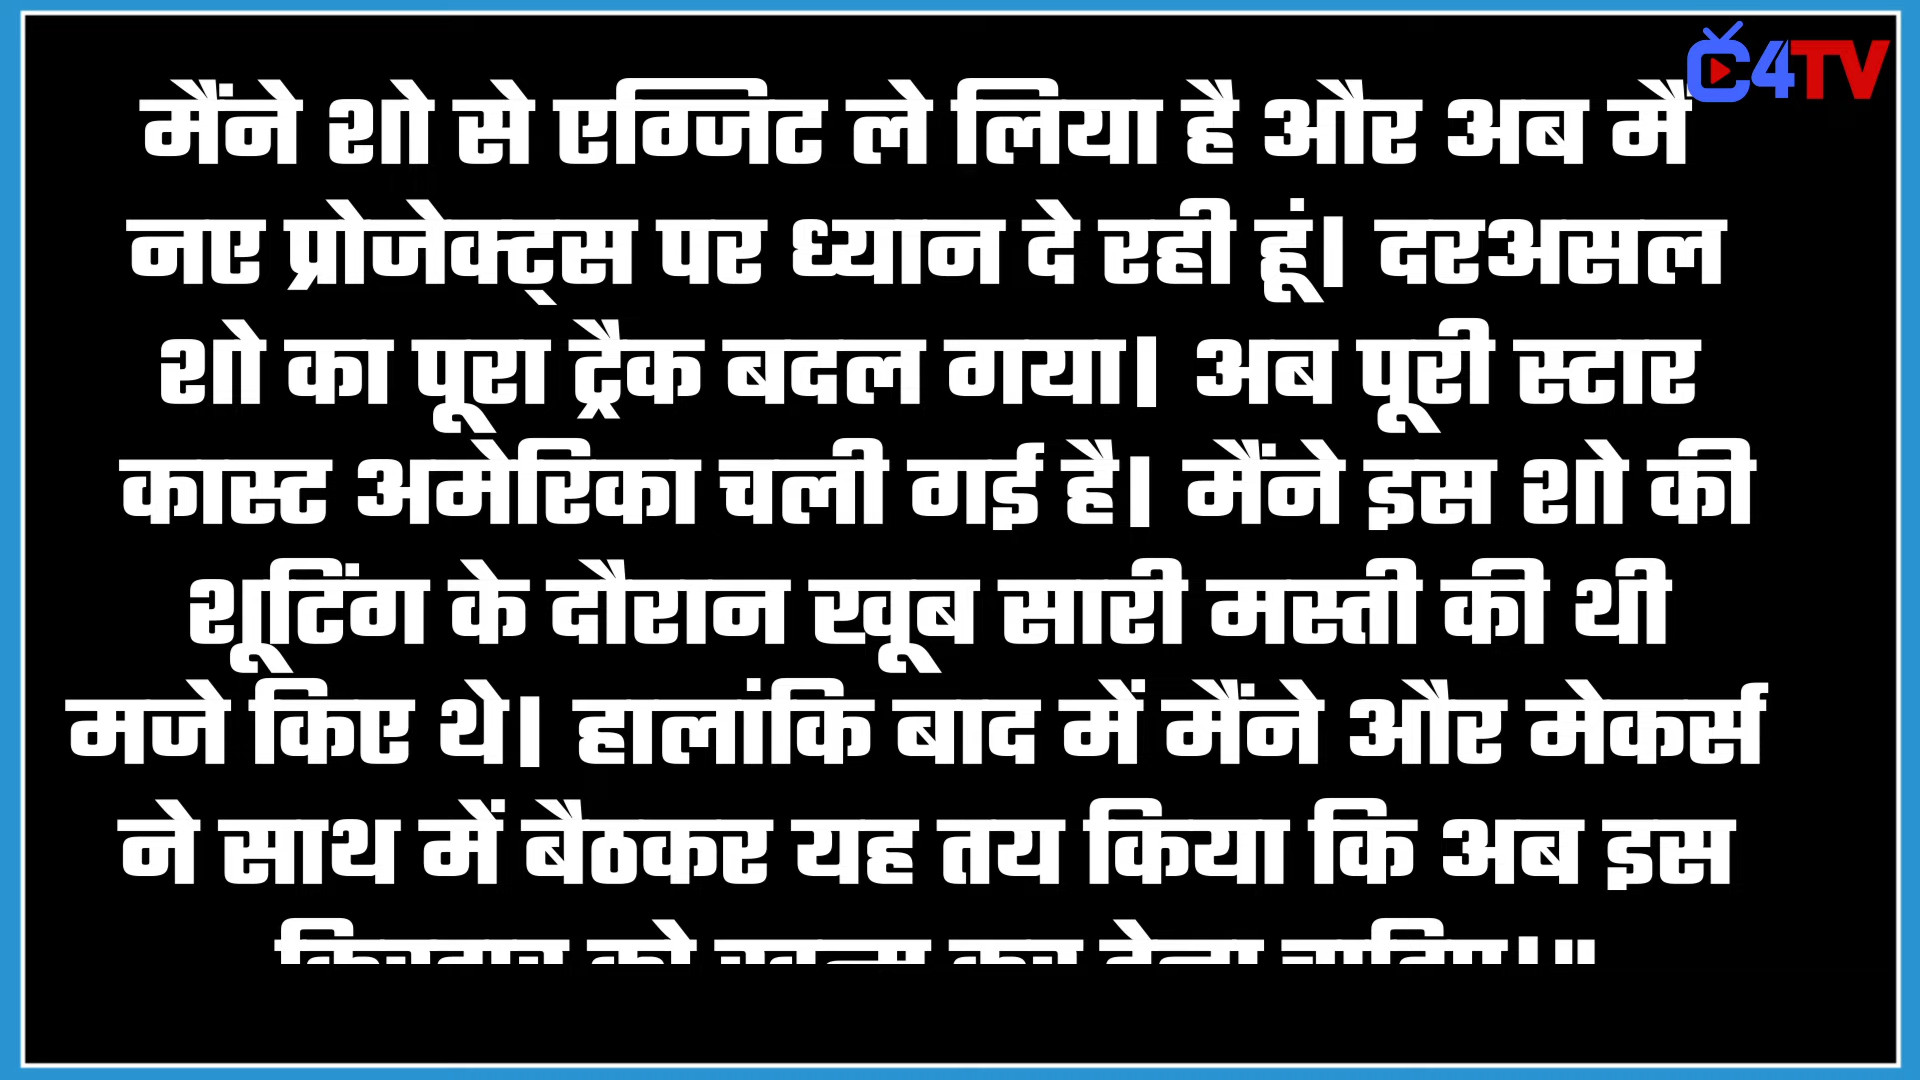 C4TV
मैंने शो से एग्जिट ले लिया है और अब मैं
नए प्रोजेक्ट्स पर ध्यान दे रही हूं। दरअसल
शो का पूरा ट्रैक बदल गया। अब पूरी स्टार
कास्ट अमेरिका चली गई है। मैंने इस शो की
शूटिंग के दौरान खूब सारी मस्ती की थी
मजे किए थे। हालांकि बाद में मैंने और मेकर्स
ने साथ में बैठकर यह तय किया कि अब इस